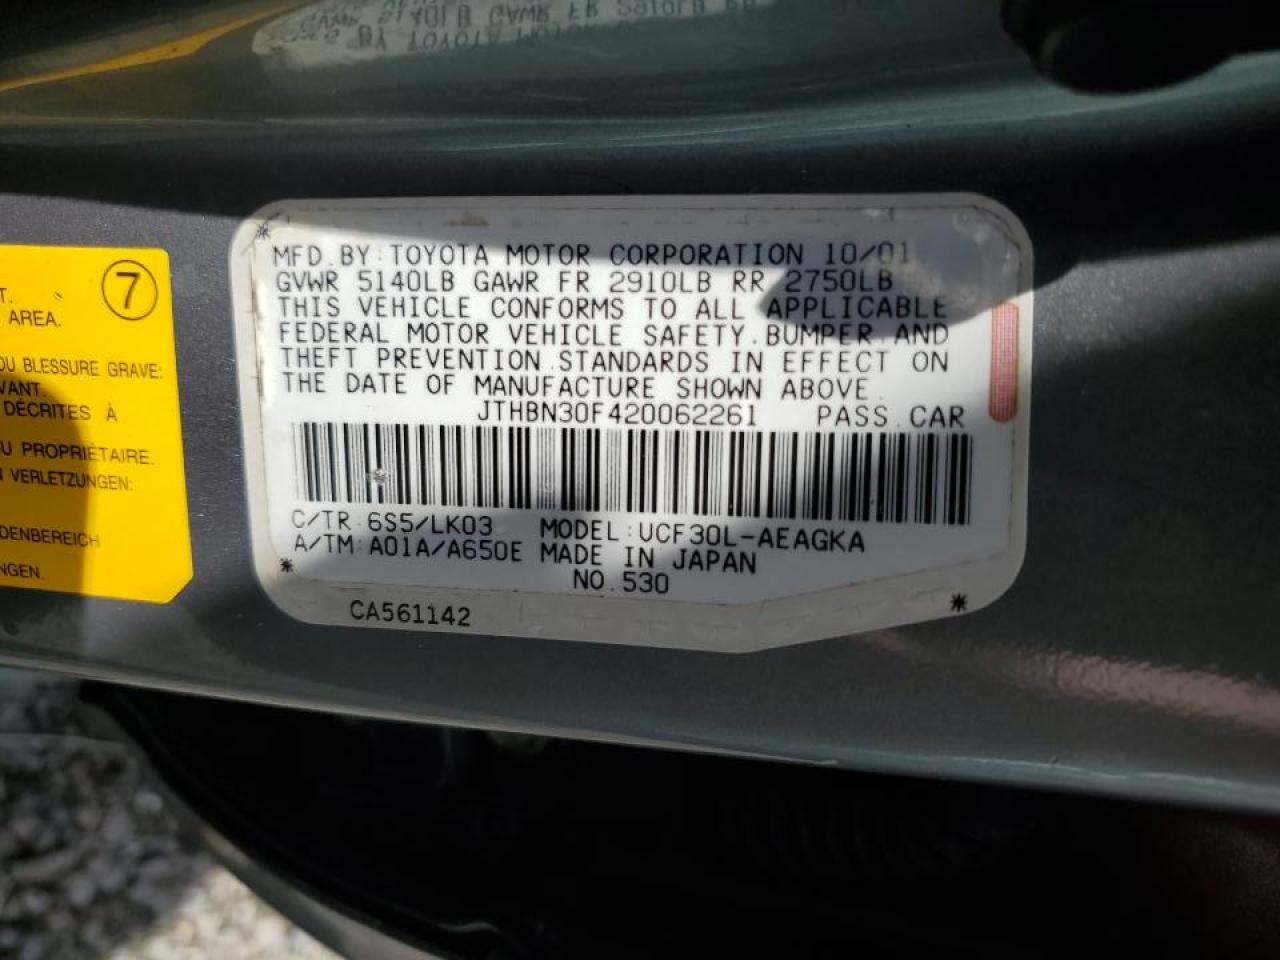 MFD.BY:TOYOTA MOTOR CORPORATION 10/01
GVWR 5140LB GAWR FR 2910LB RR 2750LB
THIS VEHICLE CONFORMS TO ALL APPLICABLE
FEDERAL MOTOR VEHICLE SAFETY.BUMPER.AND
THEFT PREVENTION.STANDARDS IN EFFECT ON
THE DATE OF MANUFACTURE SHOWN ABOVE.
JTHBN30F420062261 PASS.CAR
C/TR:6S5/LK03 MODEL:UCF30L-AEAGKA
A/TM:A01A/A650E MADE IN JAPAN
NO.530
CA561142
7
T.
AREA.
OU BLESSURE GRAVE:
VANT.
DÉCRITES À
U PROPRIÉTAIRE.
N VERLETZUNGEN:
DENBEREICH
NGEN.